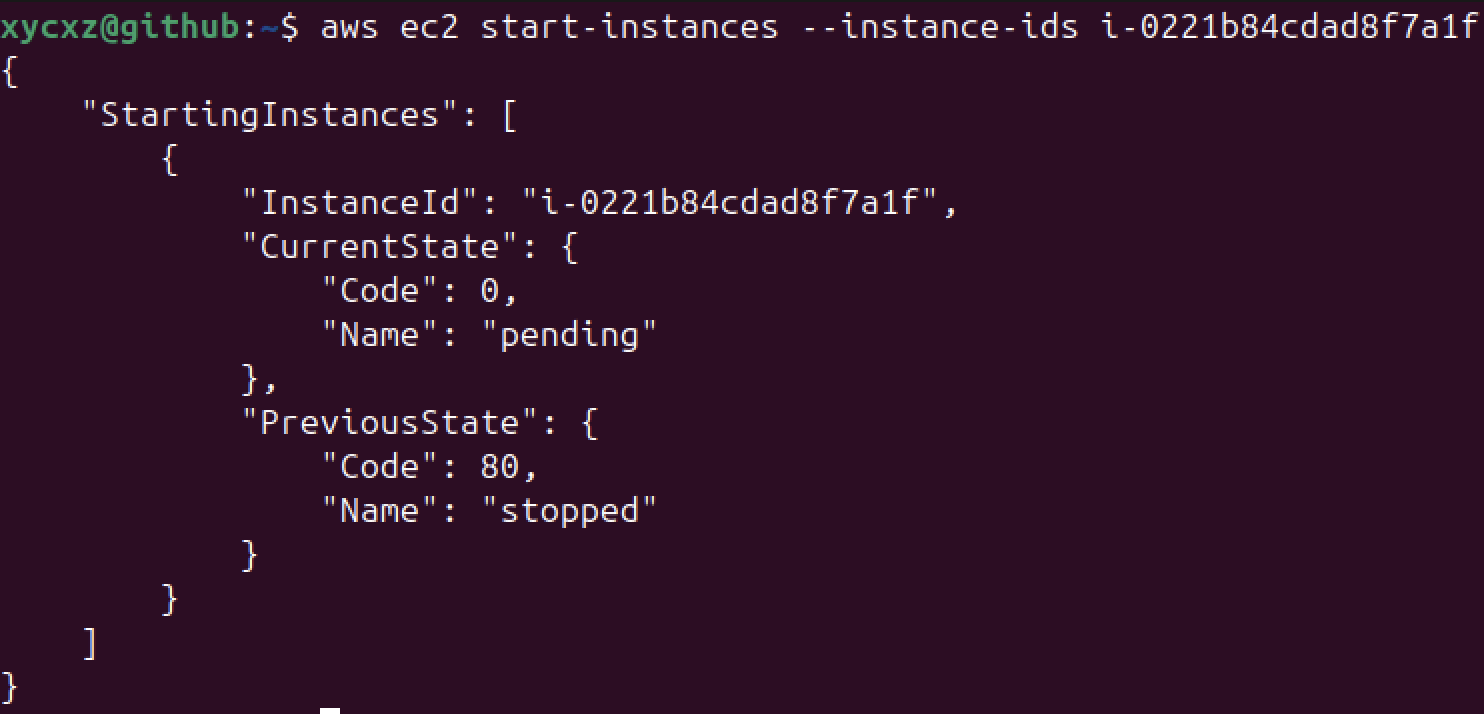 xycxz@github:~$ aws ec2 start-instances --instance-ids i-0221b84cdad8f7a1f
{
    "StartingInstances": [
        {
            "InstanceId": "i-0221b84cdad8f7a1f",
            "CurrentState": {
                "Code": 0,
                "Name": "pending"
            },
            "PreviousState": {
                "Code": 80,
                "Name": "stopped"
            }
        }
    ]
}